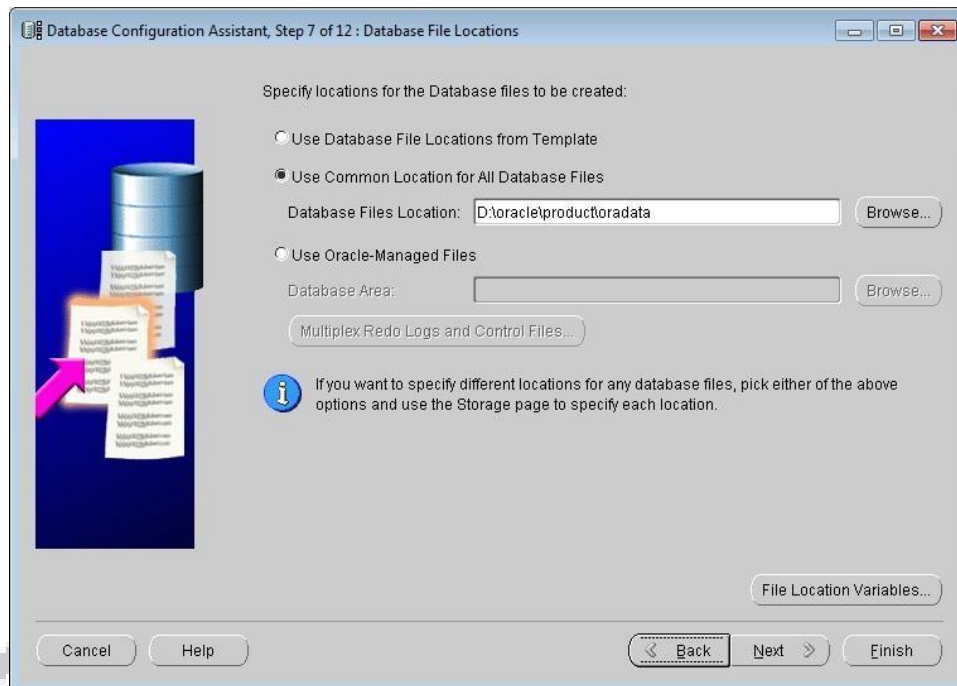 Database Configuration Assistant, Step 7 of 12 : Database File Locations
Specify locations for the Database files to be created:
Use Database File Locations from Template
Use Common Location for All Database Files
Database Files Location: D:\oracle\product\oradata Browse...
Use Oracle-Managed Files
Database Area: Browse...
Multiplex Redo Logs and Control Files...
If you want to specify different locations for any database files, pick either of the above
options and use the Storage page to specify each location.
File Location Variables...
Cancel Help Back Next Finish